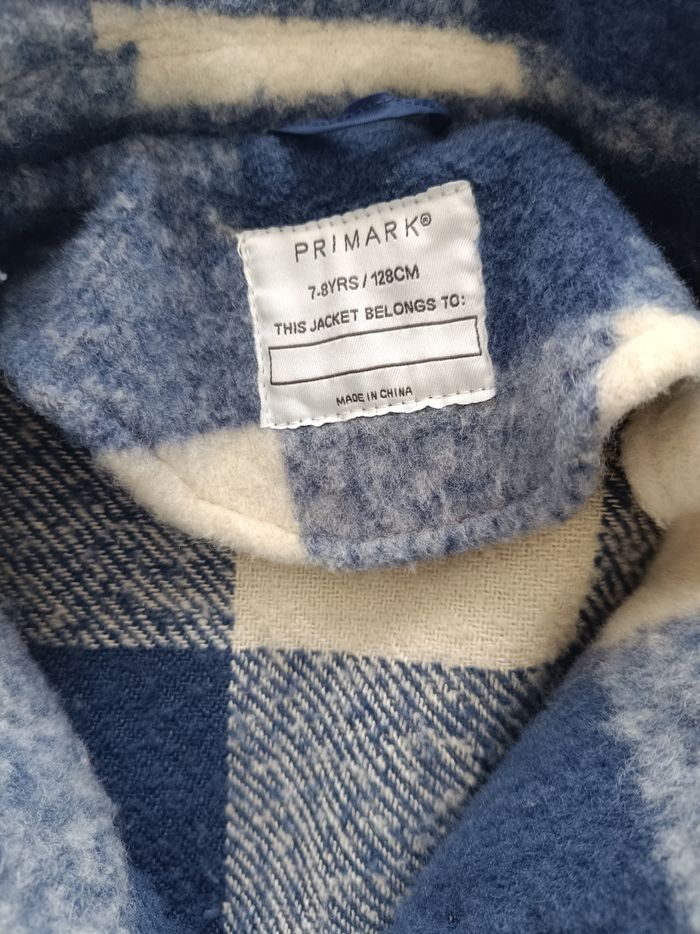 PRIMARK®
7-8YRS / 128CM
THIS JACKET BELONGS TO:
MADE IN CHINA